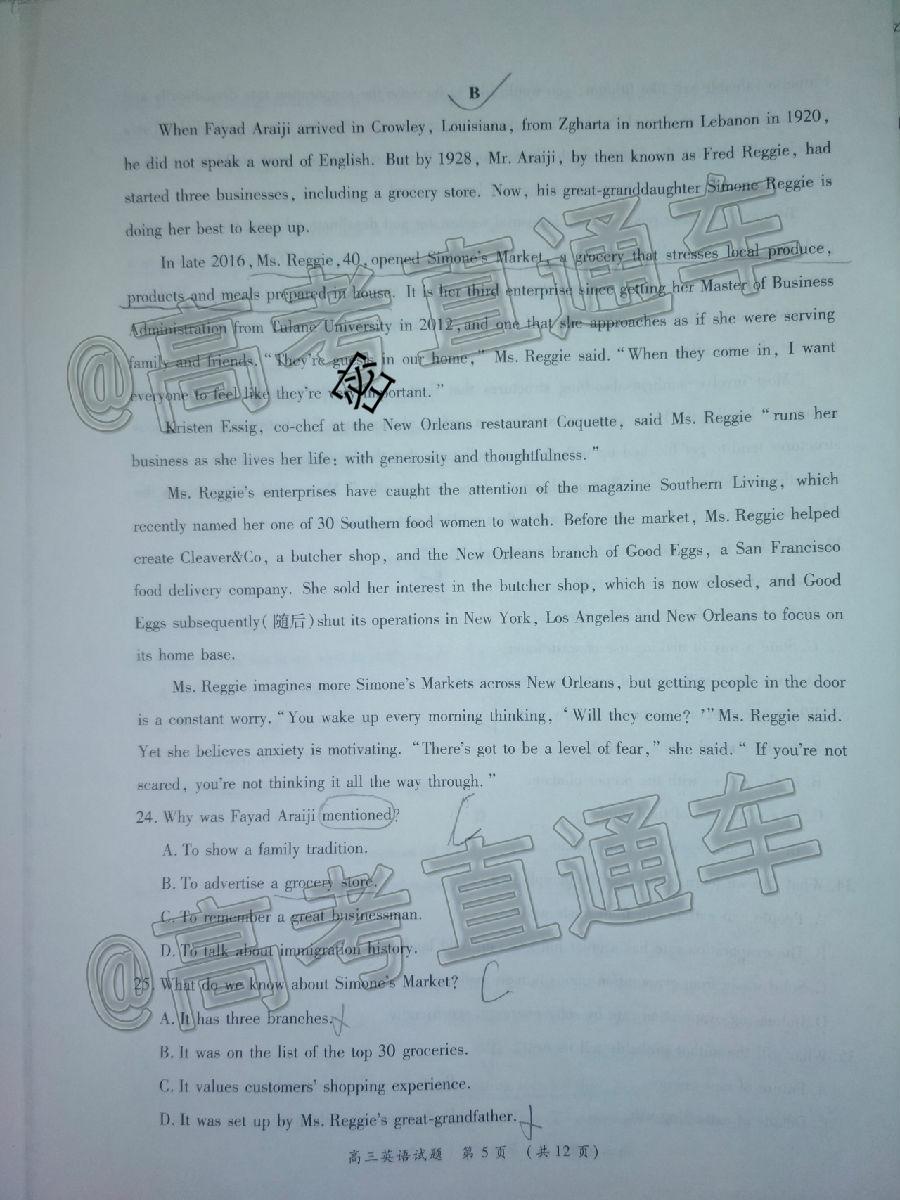 B
When Fayad Araiji arrived in Crowley, Louisiana, from Zgharta in northern Lebanon in 1920,
he did not speak a word of English. But by 1928, Mr. Araiji, by then known as Fred Reggie, had
started three businesses, including a grocery store. Now, his great-granddaughter Simone Reggie is
doing her best to keep up.
In late 2016, Ms. Reggie, 40, opened Simone's Market, a grocery that stresses local produce,
products and meals prepared in house. It is her third enterprise since getting her Master of Business
Administration from Tulane University in 2012, and one that she approaches as if she were serving
family and friends. "They're guests in our home," Ms. Reggie said. "When they come in, I want
everyone to feel like they're important."
Kristen Essig, co-chef at the New Orleans restaurant Coquette, said Ms. Reggie "runs her
business as she lives her life: with generosity and thoughtfulness."
Ms. Reggie's enterprises have caught the attention of the magazine Southern Living, which
recently named her one of 30 Southern food women to watch. Before the market, Ms. Reggie helped
create Cleaver&Co, a butcher shop, and the New Orleans branch of Good Eggs, a San Francisco
food delivery company. She sold her interest in the butcher shop, which is now closed, and Good
Eggs subsequently(随后)shut its operations in New York, Los Angeles and New Orleans to focus on
its home base.
Ms. Reggie imagines more Simone's Markets across New Orleans, but getting people in the door
is a constant worry. "You wake up every morning thinking, 'Will they come?'" Ms. Reggie said.
Yet she believes anxiety is motivating. "There's got to be a level of fear," she said. "If you're not
scared, you're not thinking it all the way through."
24. Why was Fayad Araiji mentioned?
A. To show a family tradition.
B. To advertise a grocery store.
C. To remember a great businessman.
D. To talk about immigration history.
25. What do we know about Simone's Market? C
A. It has three branches.
B. It was on the list of the top 30 groceries.
C. It values customers' shopping experience.
D. It was set up by Ms. Reggie's great-grandfather.
高三英语试题 第5页 (共12页)
@高考直通车
@高考直通车